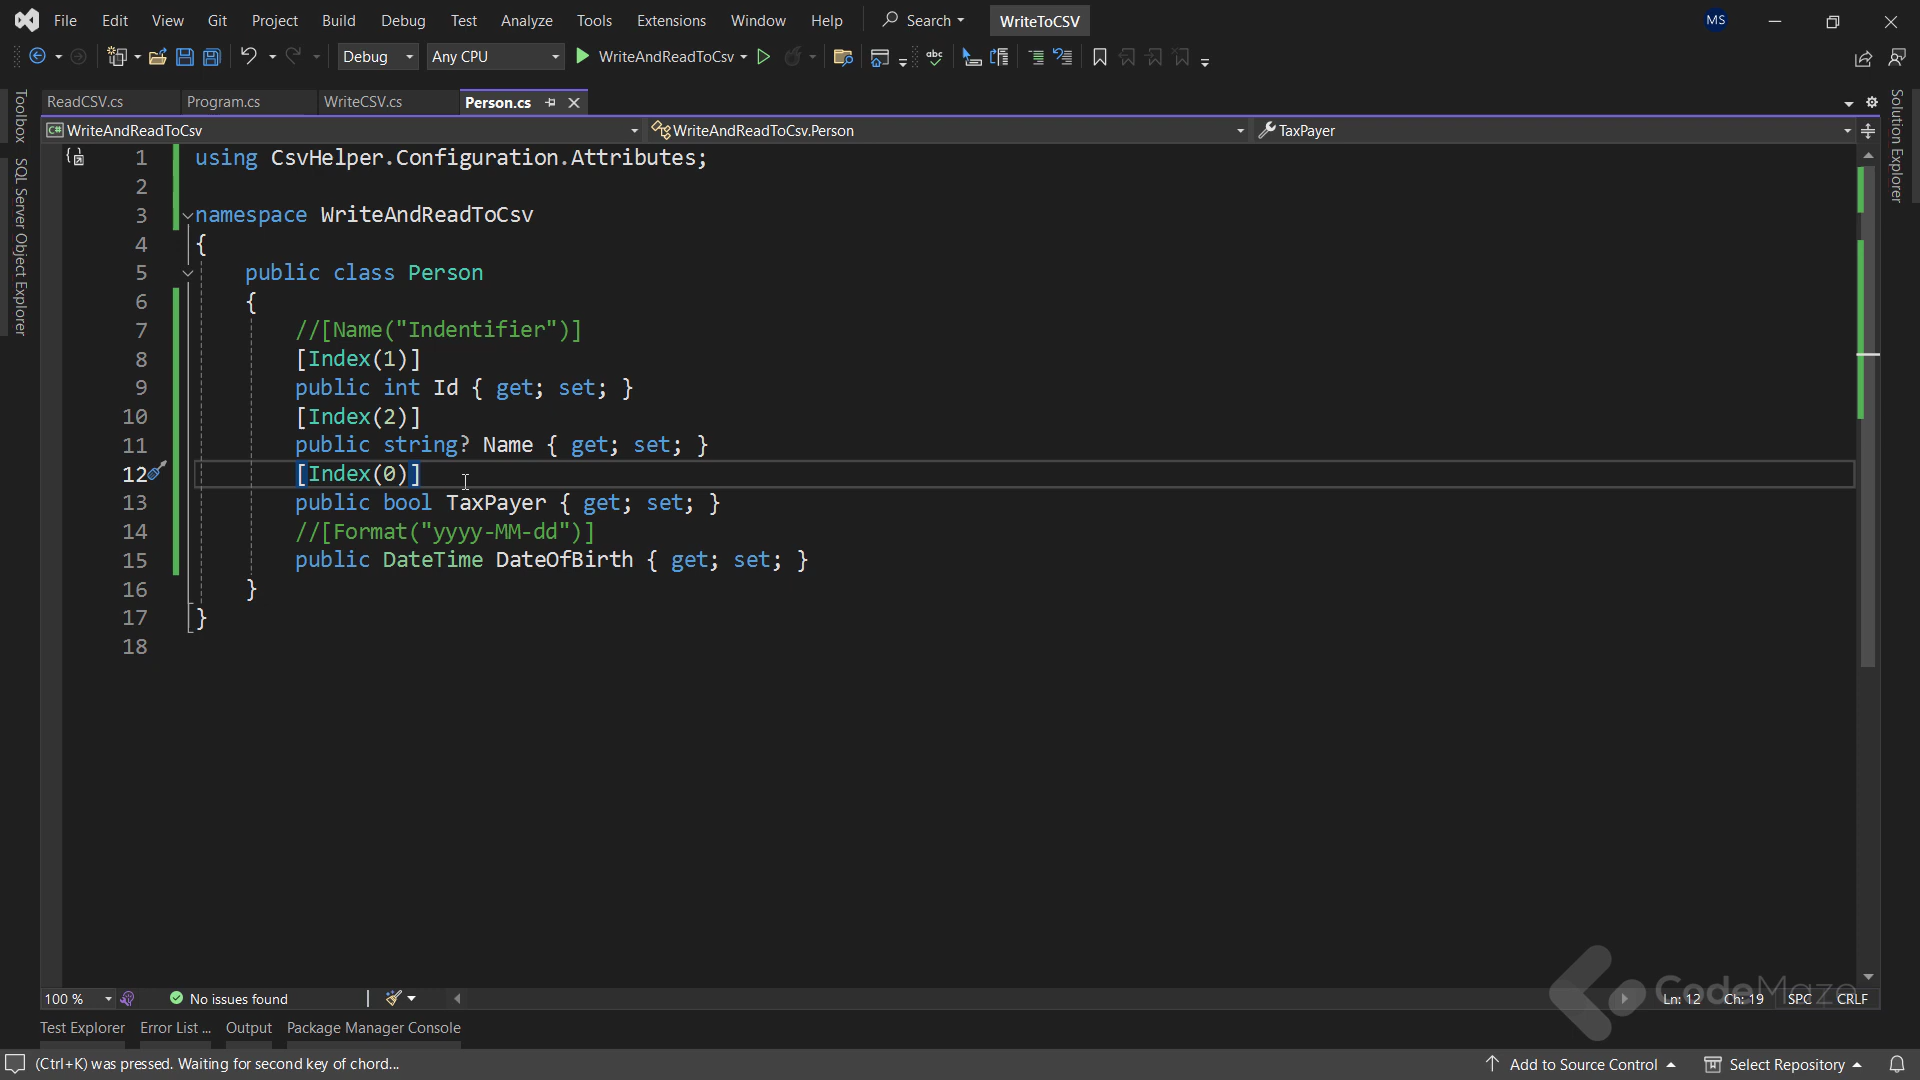 File Edit View Git Project Build Debug Test Analyze Tools Extensions Window Help Search WriteToCSV MS
Debug Any CPU WriteAndReadToCsv abc
ReadCSV.cs Program.cs WriteCSV.cs Person.cs
C# WriteAndReadToCsv WriteAndReadToCsv.Person TaxPayer
Toolbox
SQL Server Object Explorer
Solution Explorer
1 using CsvHelper.Configuration.Attributes;
2
3 namespace WriteAndReadToCsv
4 {
5 public class Person
6 {
7 //[Name("Indentifier")]
8 [Index(1)]
9 public int Id { get; set; }
10 [Index(2)]
11 public string? Name { get; set; }
12 [Index(0)]
13 public bool TaxPayer { get; set; }
14 //[Format("yyyy-MM-dd")]
15 public DateTime DateOfBirth { get; set; }
16 }
17 }
18
CodeMaze
100 % No issues found Ln: 12 Ch: 19 SPC CRLF
Test Explorer Error List ... Output Package Manager Console
(Ctrl+K) was pressed. Waiting for second key of chord... Add to Source Control Select Repository